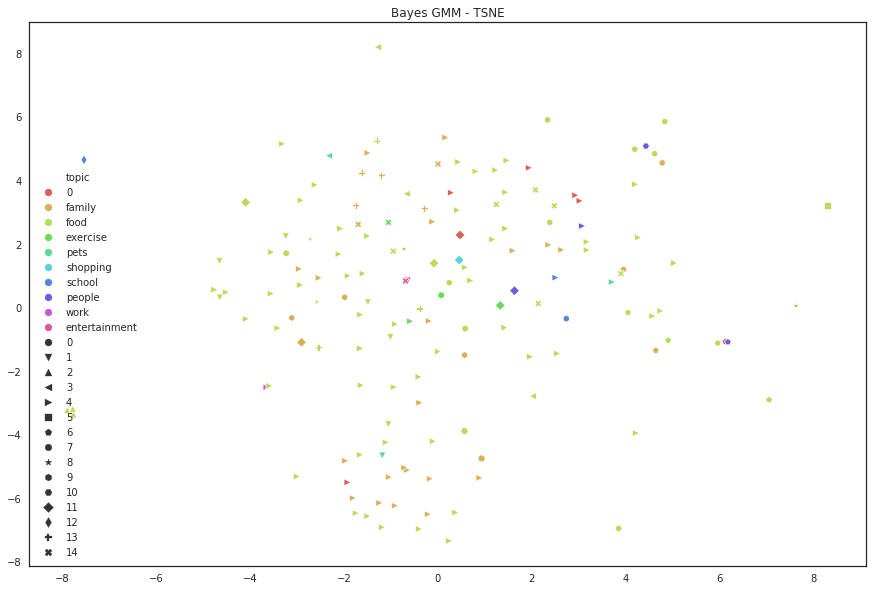 Bayes GMM - TSNE
8
6
4
2
0
−2
−4
−6
−8
topic
0
family
food
exercise
pets
shopping
school
people
work
entertainment
0
1
2
3
4
5
6
7
8
9
10
11
12
13
14
−8 −6 −4 −2 0 2 4 6 8